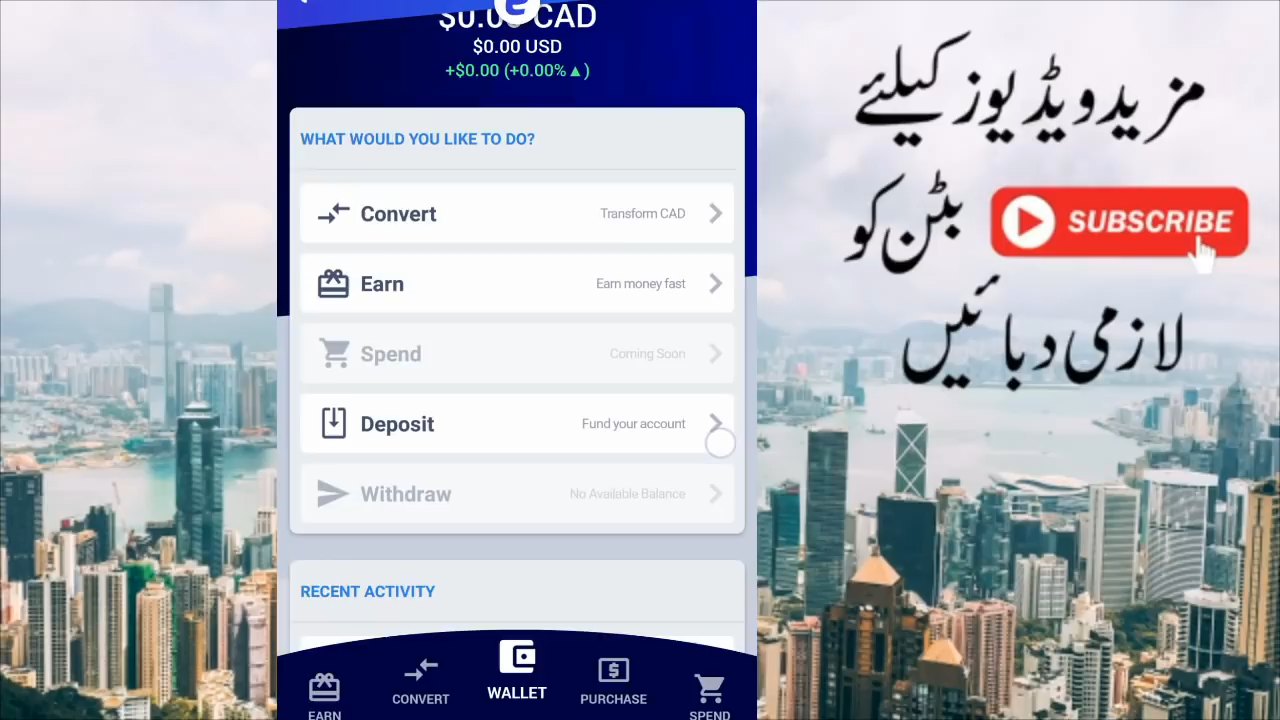 $0.00 CAD
$0.00 USD
+$0.00 (+0.00%▲)
WHAT WOULD YOU LIKE TO DO?
Convert Transform CAD
Earn Earn money fast
Spend Coming Soon
Deposit Fund your account
Withdraw No Available Balance
RECENT ACTIVITY
EARN CONVERT WALLET PURCHASE SPEND
مزید ویڈیوز کیلئے
SUBSCRIBE بٹن کو
لازمی دبائیں